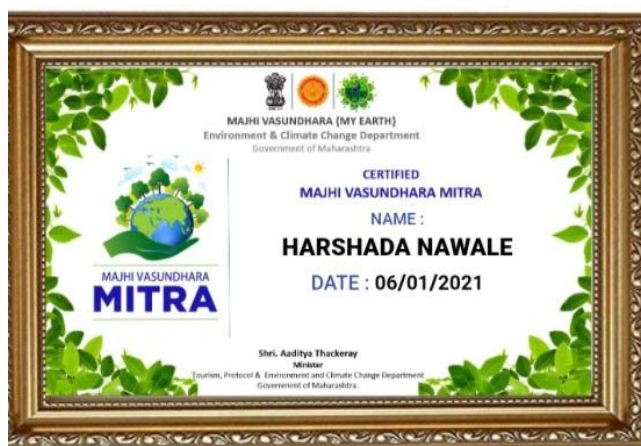 MAJHI VASUNDHARA (MY EARTH)
Environment & Climate Change Department
Government of Maharashtra
MAJHI VASUNDHARA
MITRA
CERTIFIED
MAJHI VASUNDHARA MITRA
NAME :
HARSHADA NAWALE
DATE : 06/01/2021
Shri. Aaditya Thackeray
Minister
Tourism, Protocol & Environment and Climate Change Department
Government of Maharashtra.